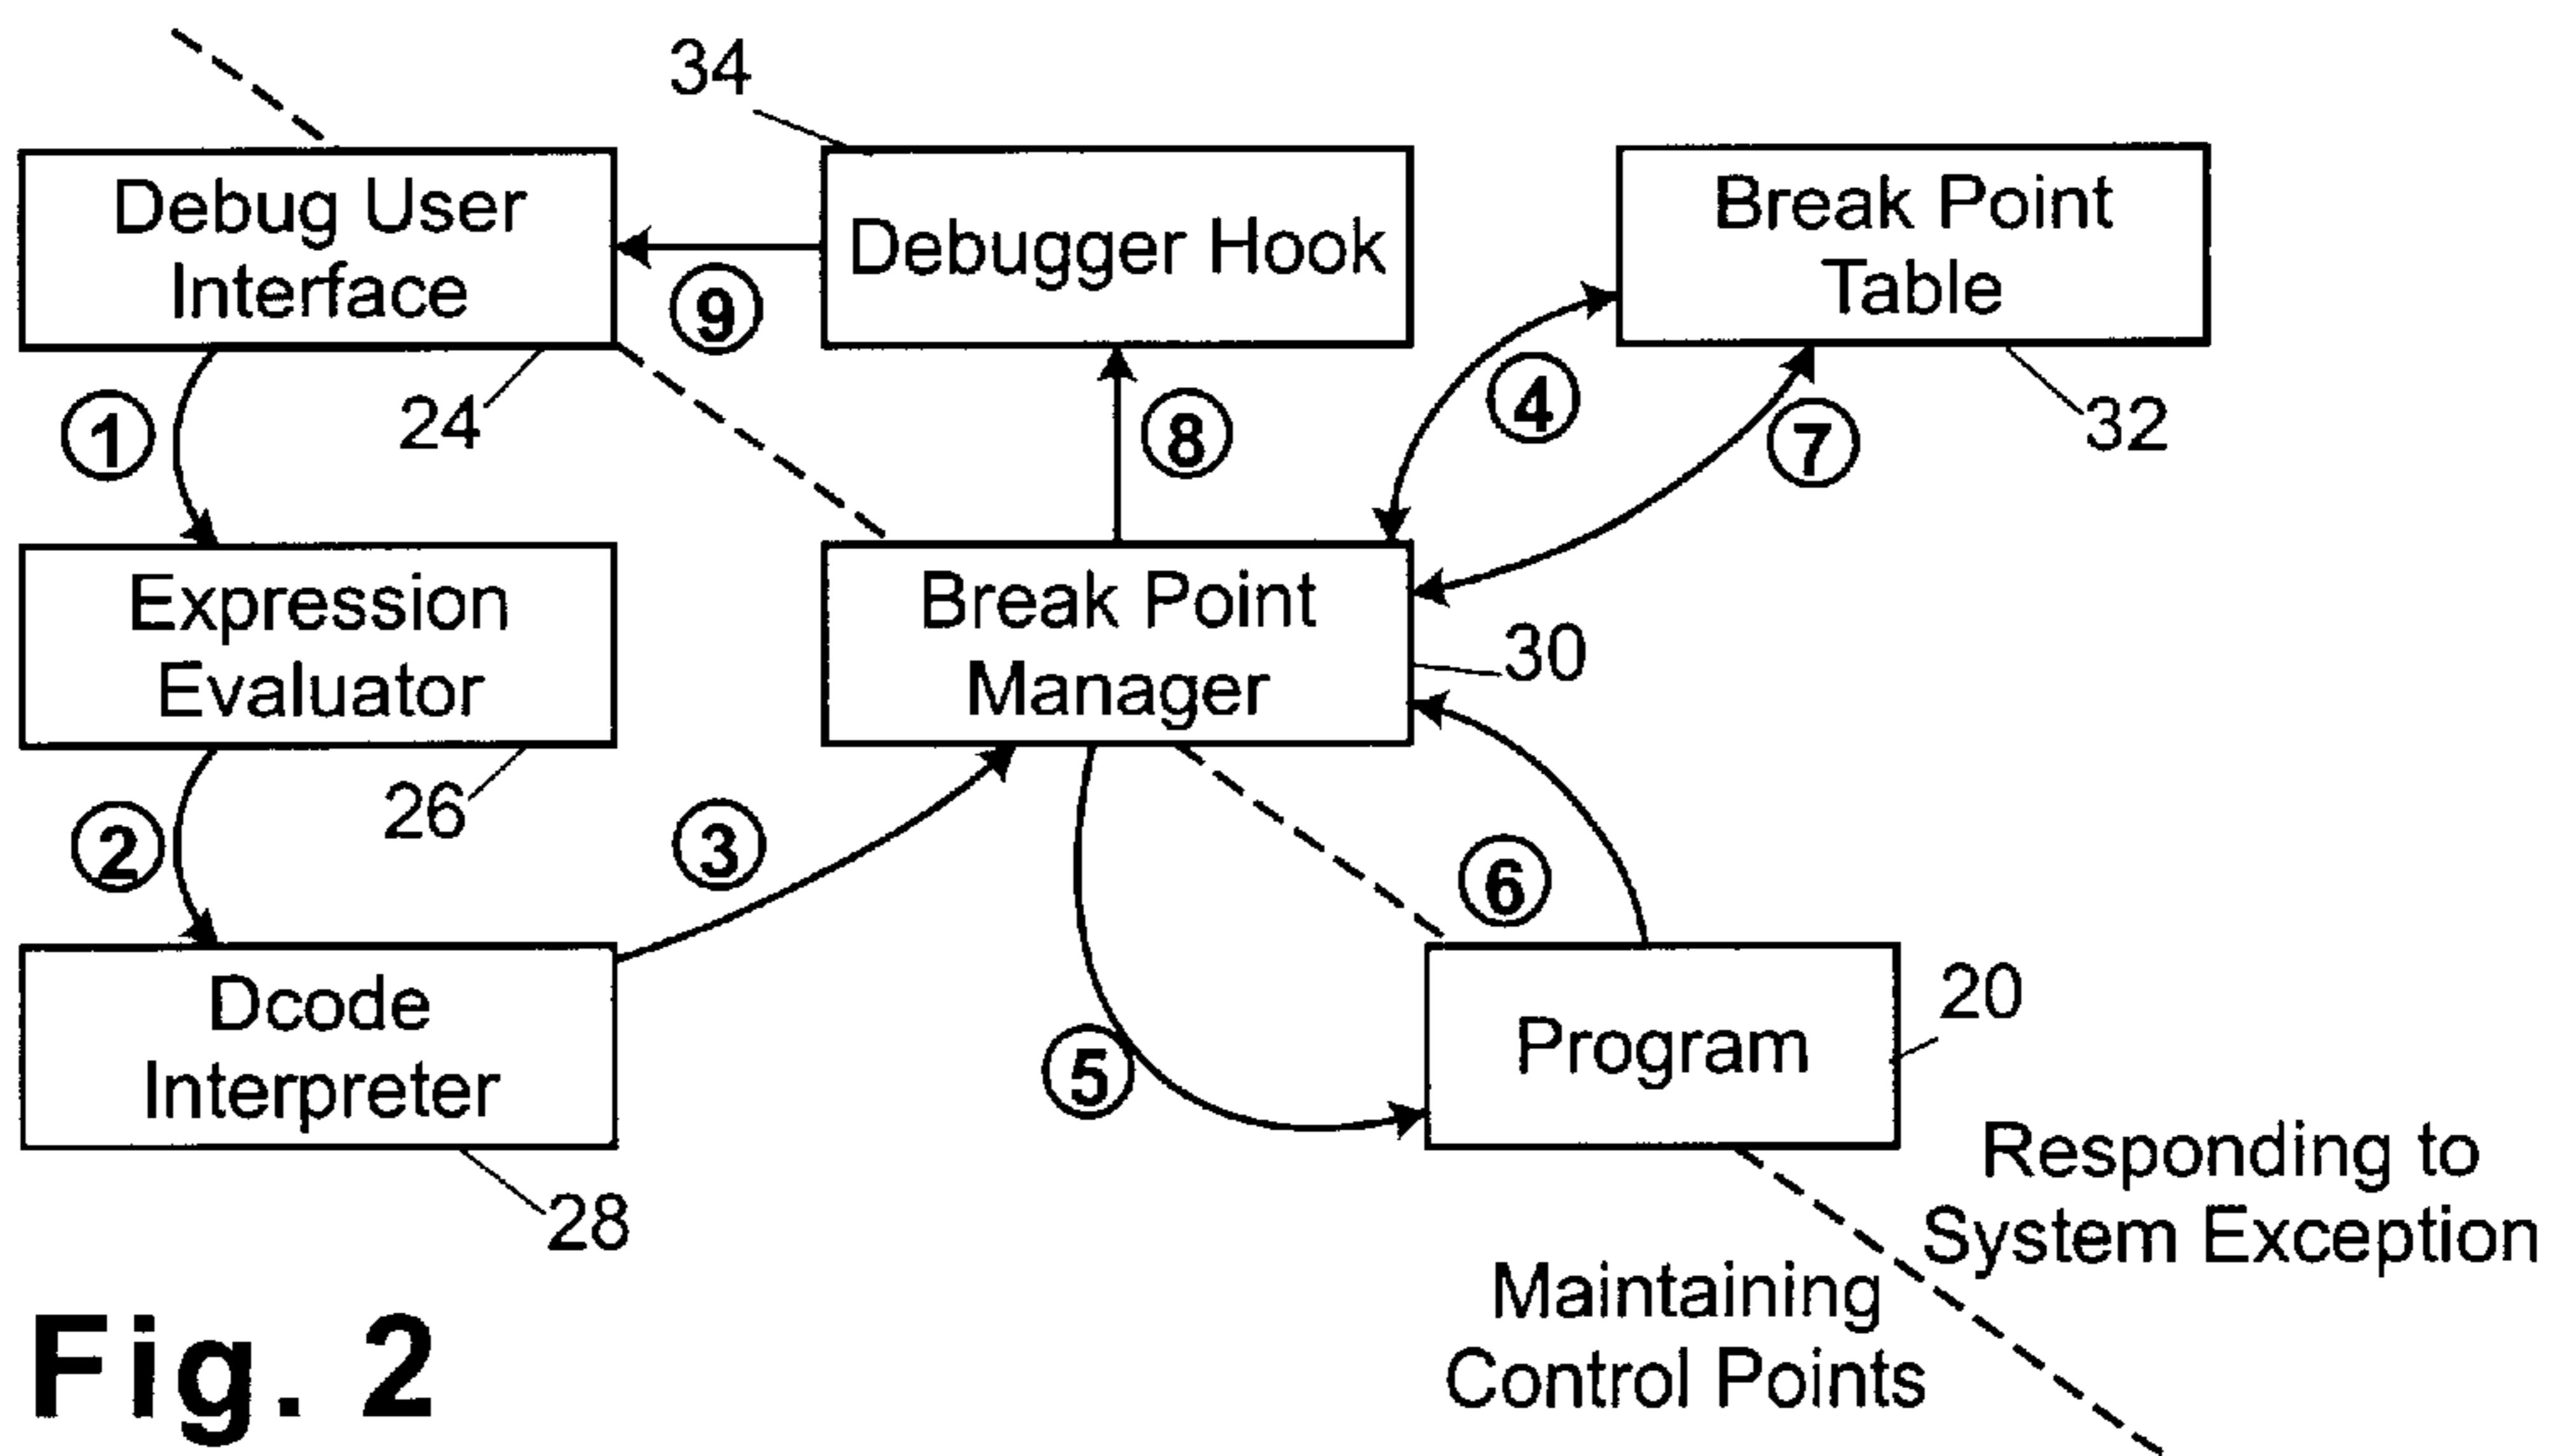 34
Debug User
Interface
Debugger Hook
Break Point
Table
9
1
24
8
4
7
32
Expression
Evaluator
Break Point
Manager
30
26
2
3
6
Dcode
Interpreter
5
Program
20
28
Responding to
System Exception
Maintaining
Control Points
Fig. 2